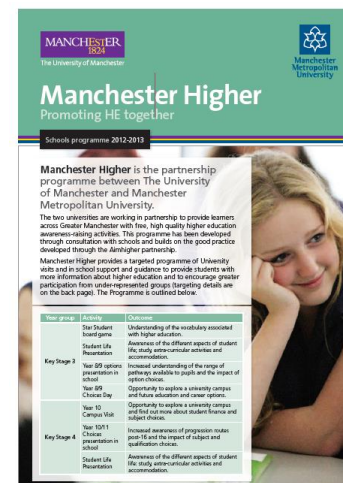 MANCHESTER
1824
The University of Manchester
Manchester
Metropolitan
University
Manchester Higher
Promoting HE together
Schools programme 2012-2013
Manchester Higher is the partnership
programme between The University
of Manchester and Manchester
Metropolitan University.
The two universities are working in partnership to provide learners
across Greater Manchester with free, high quality higher education
awareness-raising activities. This programme has been developed
through consultation with schools and builds on the good practice
developed through the Aimhigher partnership.
Manchester Higher provides a targeted programme of University
visits and in school support and guidance to provide students with
more information about higher education and to encourage greater
participation from under-represented groups (targeting details are
on the back page). The Programme is outlined below.
Year group Activity Outcome
Key Stage 3
Star Student
board game
Understanding of the vocabulary associated
with higher education.
Student Life
Presentation
Awareness of the different aspects of student
life; study, extra-curricular activities and
accommodation.
Year 8/9 options
presentation in
school
Increased understanding of the range of
pathways available to pupils and the impact of
option choices.
Year 8/9
Choices Day
Opportunity to explore a university campus
and future education and career options.
Key Stage 4
Year 10
Campus Visit
Opportunity to explore a university campus
and find out more about student finance and
subject choices.
Year 10/11
Choices
presentation in
school
Increased awareness of progression routes
post-16 and the impact of subject and
qualification choices.
Student Life
Presentation
Awareness of the different aspects of student
life; study, extra-curricular activities and
accommodation.